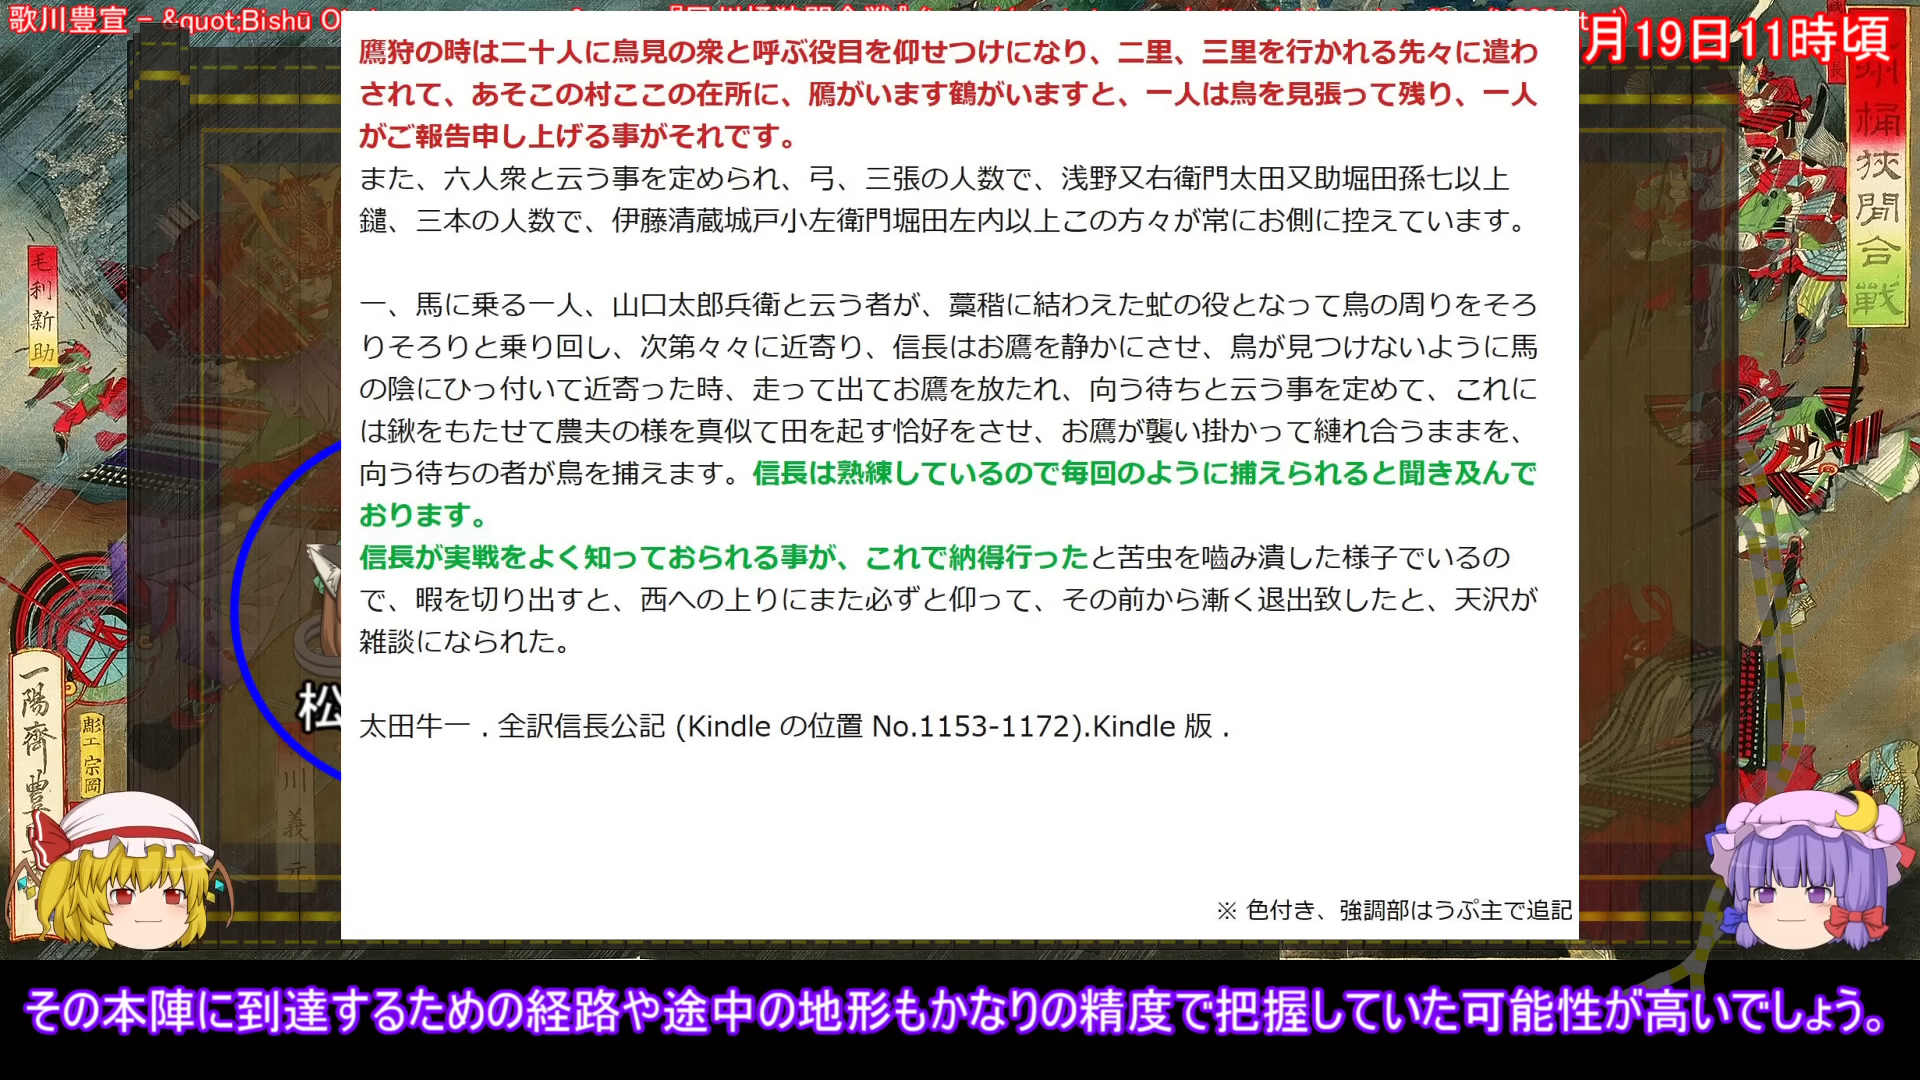 歌川豊宣 – &quot;Bishū O
月19日11時頃
鷹狩の時は二十人に鳥見の衆と呼ぶ役目を仰せつけになり、二里、三里を行かれる先々に遣わ
されて、あそこの村ここの在所に、鴈がいます鶴がいますと、一人は鳥を見張って残り、一人
がご報告申し上げる事がそれです。
また、六人衆と云う事を定められ、弓、三張の人数で、浅野又右衛門太田又助堀田孫七以上
鑓、三本の人数で、伊藤清蔵城戸小左衛門堀田左内以上この方々が常にお側に控えています。
一、馬に乗る一人、山口太郎兵衛と云う者が、藁稭に結わえた虻の役となって鳥の周りをそろ
りそろりと乗り回し、次第々々に近寄り、信長はお鷹を静かにさせ、鳥が見つけないように馬
の陰にひっ付いて近寄った時、走って出てお鷹を放たれ、向う待ちと云う事を定めて、これに
は鍬をもたせて農夫の様を真似て田を起す恰好をさせ、お鷹が襲い掛かって縺れ合うままを、
向う待ちの者が鳥を捕えます。信長は熟練しているので毎回のように捕えられると聞き及んで
おります。
信長が実戦をよく知っておられる事が、これで納得行ったと苦虫を嚙み潰した様子でいるの
で、暇を切り出すと、西への上りにまた必ずと仰って、その前から漸く退出致したと、天沢が
雑談になられた。
太田牛一 . 全訳信長公記 (Kindle の位置 No.1153-1172).Kindle 版 .
※ 色付き、強調部はうぷ主で追記
毛利新助
桶狭間合戰
松
川義元
一陽齋豊
彫工 宗岡
その本陣に到達するための経路や途中の地形もかなりの精度で把握していた可能性が高いでしょう。